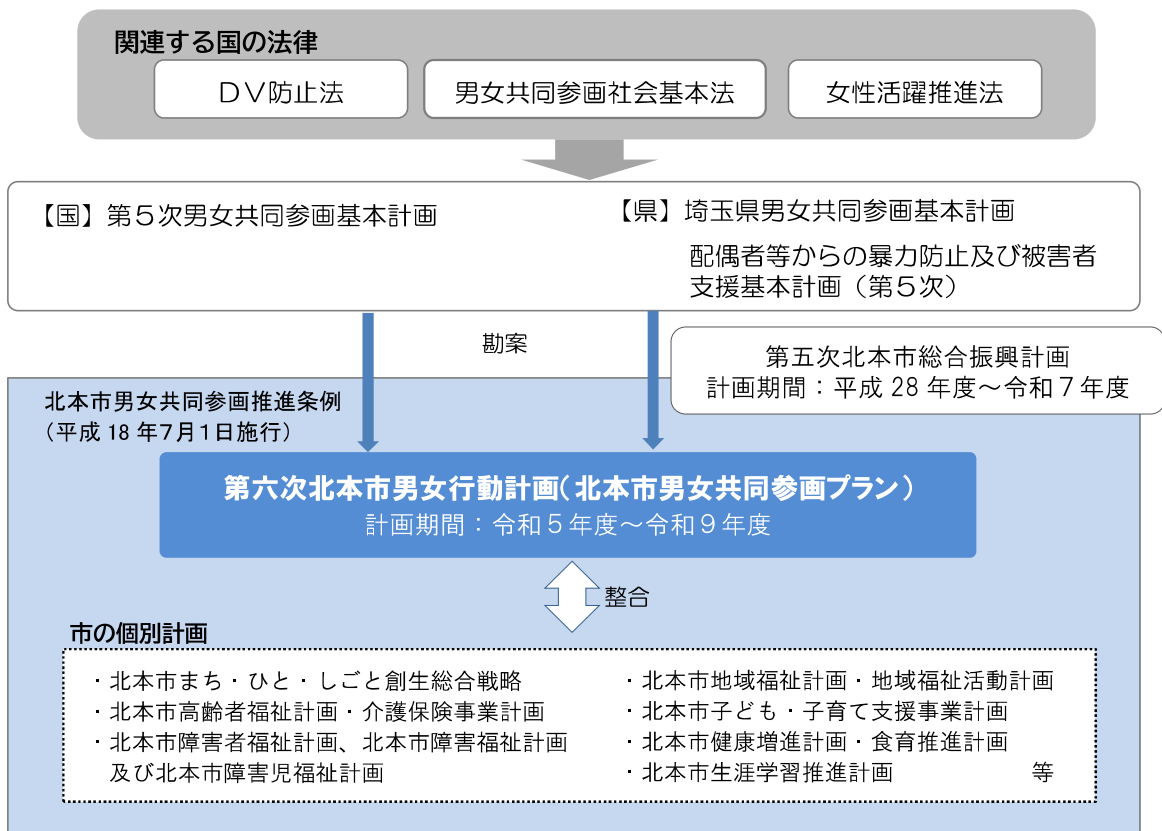 関連する国の法律
DV防止法
男女共同参画社会基本法
女性活躍推進法
【国】第5次男女共同参画基本計画
【県】埼玉県男女共同参画基本計画
配偶者等からの暴力防止及び被害者
支援基本計画（第5次）
勘案
第五次北本市総合振興計画
計画期間：平成 28 年度～令和７年度
北本市男女共同参画推進条例
（平成 18 年７月１日施行）
第六次北本市男女行動計画（北本市男女共同参画プラン）
計画期間：令和５年度～令和９年度
整合
市の個別計画
・北本市まち・ひと・しごと創生総合戦略
・北本市高齢者福祉計画・介護保険事業計画
・北本市障害者福祉計画、北本市障害福祉計画
及び北本市障害児福祉計画
・北本市地域福祉計画・地域福祉活動計画
・北本市子ども・子育て支援事業計画
・北本市健康増進計画・食育推進計画
・北本市生涯学習推進計画　　　　　等